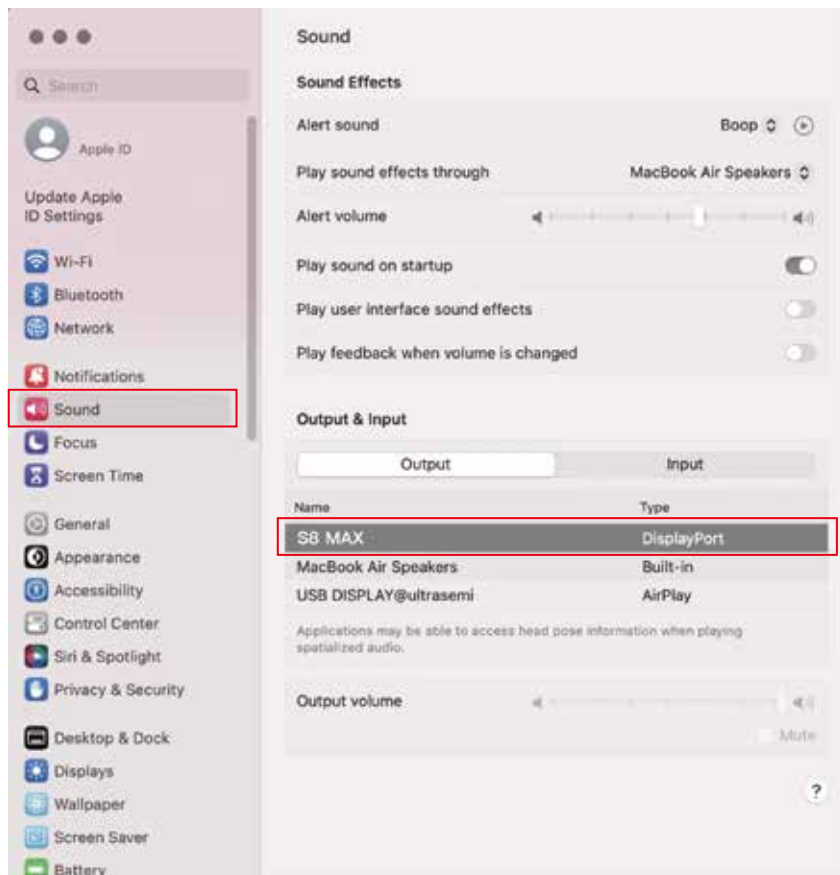 Search
Apple ID
Update Apple
ID Settings
Wi-Fi
Bluetooth
Network
Notifications
Sound
Focus
Screen Time
General
Appearance
Accessibility
Control Center
Siri & Spotlight
Privacy & Security
Desktop & Dock
Displays
Wallpaper
Screen Saver
Battery
Sound
Sound Effects
Alert sound Boop
Play sound effects through MacBook Air Speakers
Alert volume
Play sound on startup
Play user interface sound effects
Play feedback when volume is changed
Output & Input
Output Input
Name Type
S8 MAX DisplayPort
MacBook Air Speakers Built-in
USB DISPLAY@ultrasemi AirPlay
Applications may be able to access head pose information when playing
spatialized audio.
Output volume
Mute
?